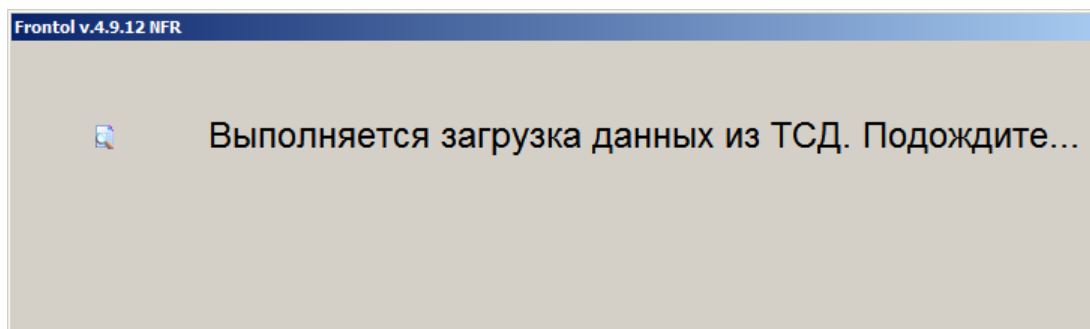 Frontol v.4.9.12 NFR
Выполняется загрузка данных из ТСД. Подождите...